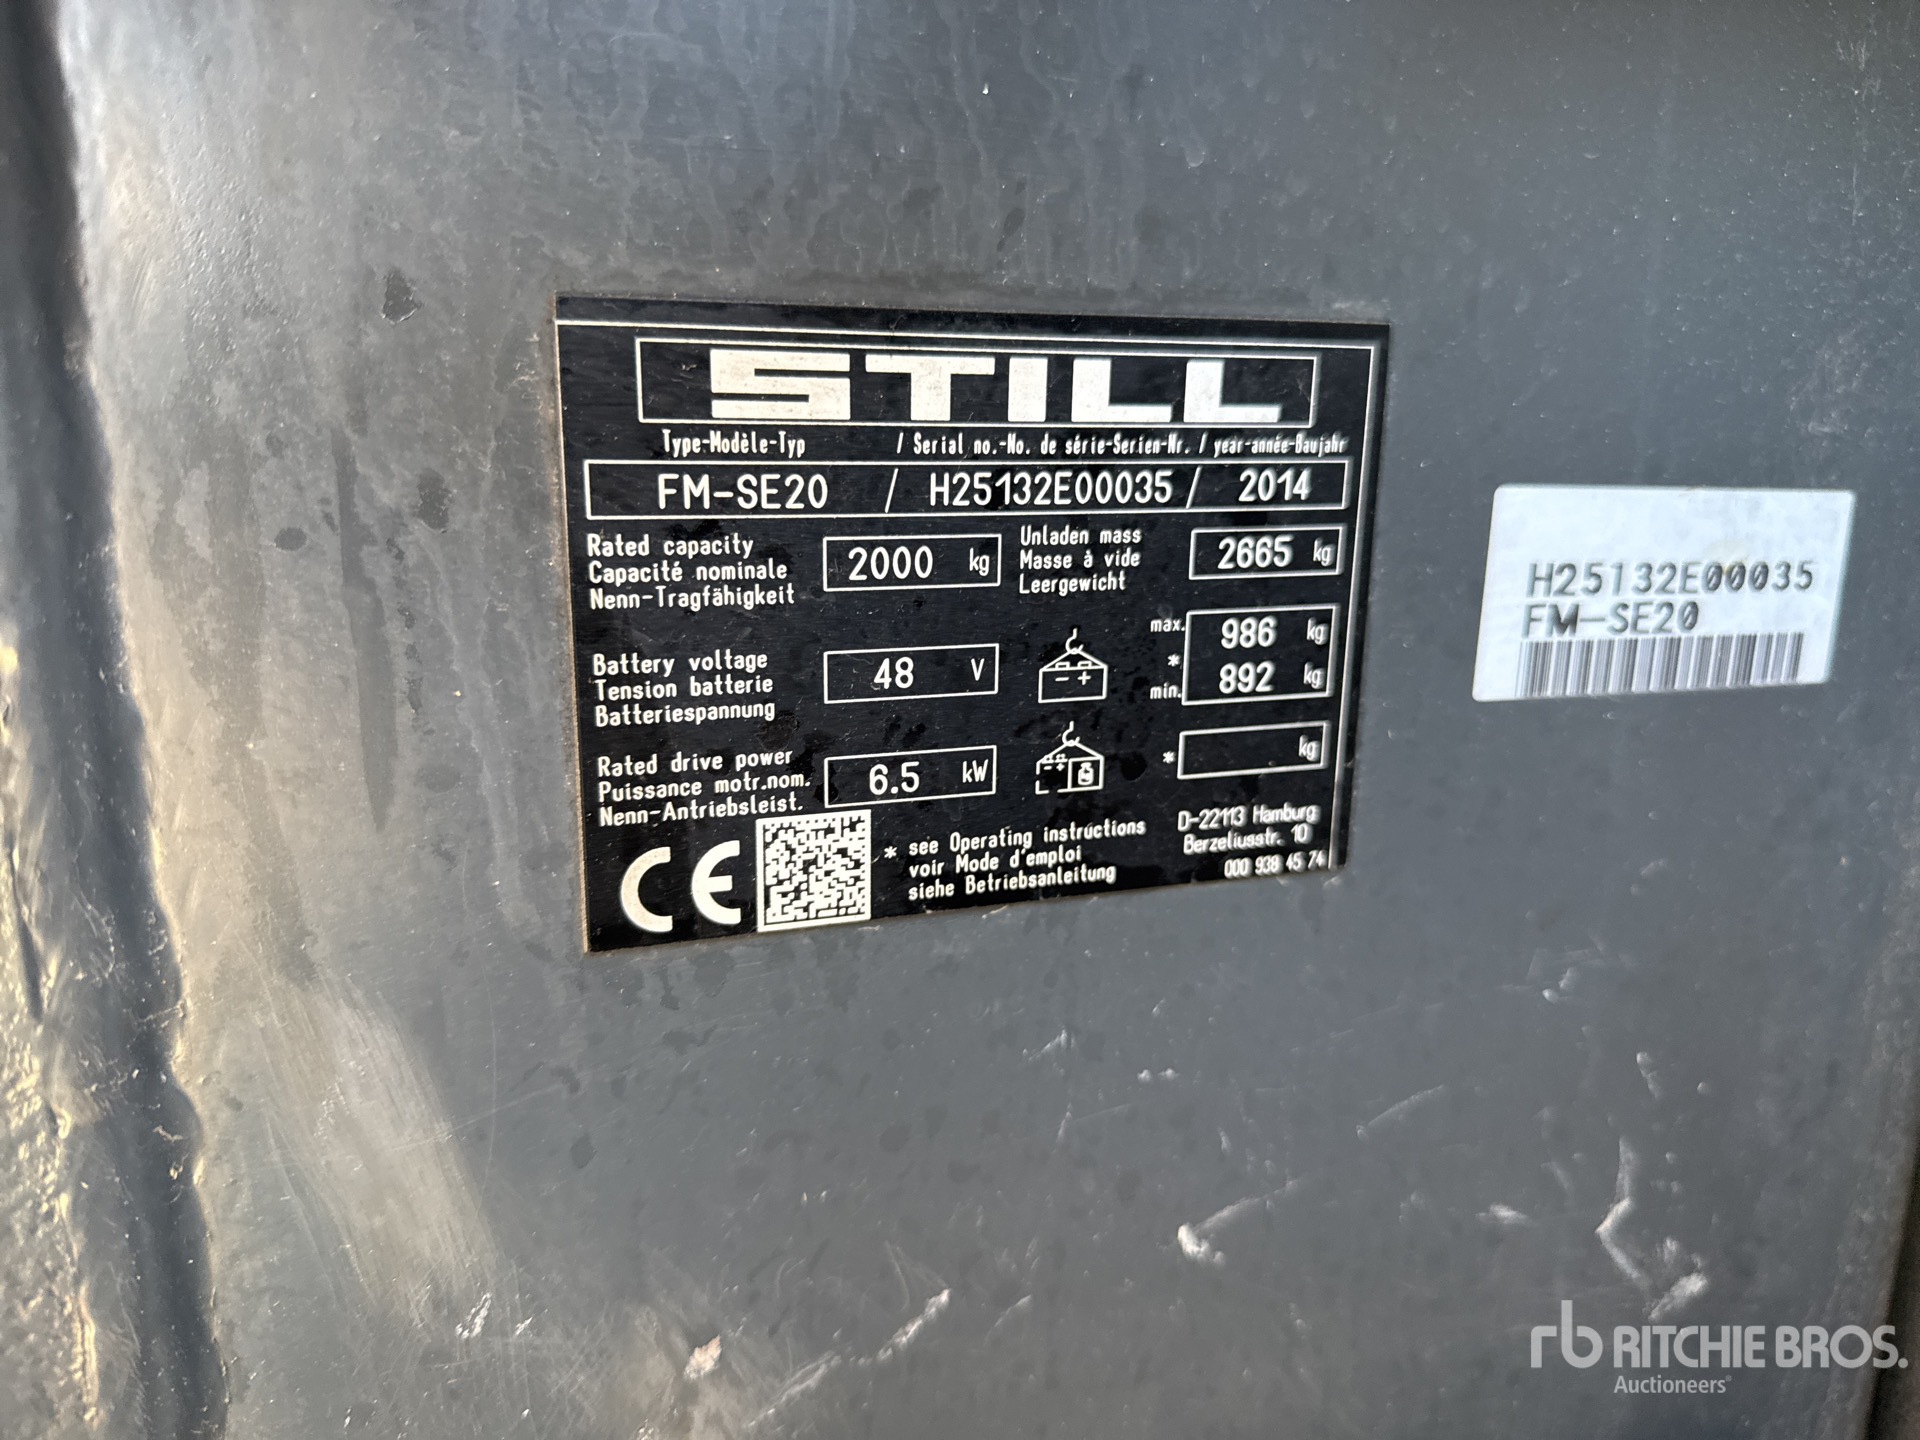 STILL
Type-Modèle-Typ / Serial no.-No. de série-Serien-Nr. / year-année-Baujahr
FM-SE20 / H25132E00035 / 2014
Rated capacity
Capacité nominale
Nenn-Tragfähigkeit
2000 kg
Unladen mass
Masse à vide
Leergewicht
2665 kg
Battery voltage
Tension batterie
Batteriespannung
48 V
max. 986 kg
*
min. 892 kg
Rated drive power
Puissance motr.nom.
Nenn-Antriebsleist.
6.5 kW
* kg
CE
* see Operating instructions
voir Mode d'emploi
siehe Betriebsanleitung
D-22113 Hamburg
Berzeliusstr. 10
000 938 45 74
H25132E00035
FM-SE20
rb RITCHIE BROS.
Auctioneers